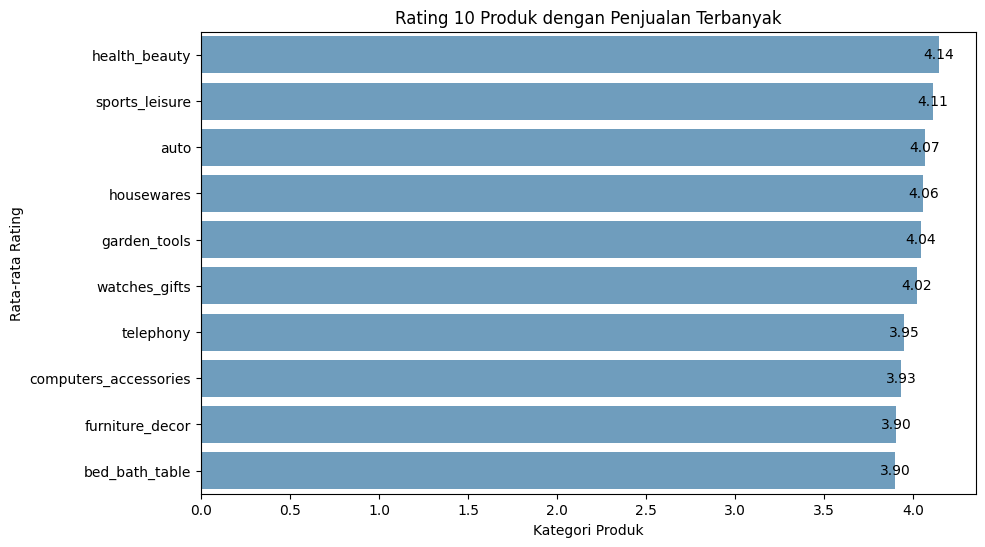 Rating 10 Produk dengan Penjualan Terbanyak
Rata-rata Rating
health_beauty 4.14
sports_leisure 4.11
auto 4.07
housewares 4.06
garden_tools 4.04
watches_gifts 4.02
telephony 3.95
computers_accessories 3.93
furniture_decor 3.90
bed_bath_table 3.90
0.0 0.5 1.0 1.5 2.0 2.5 3.0 3.5 4.0
Kategori Produk